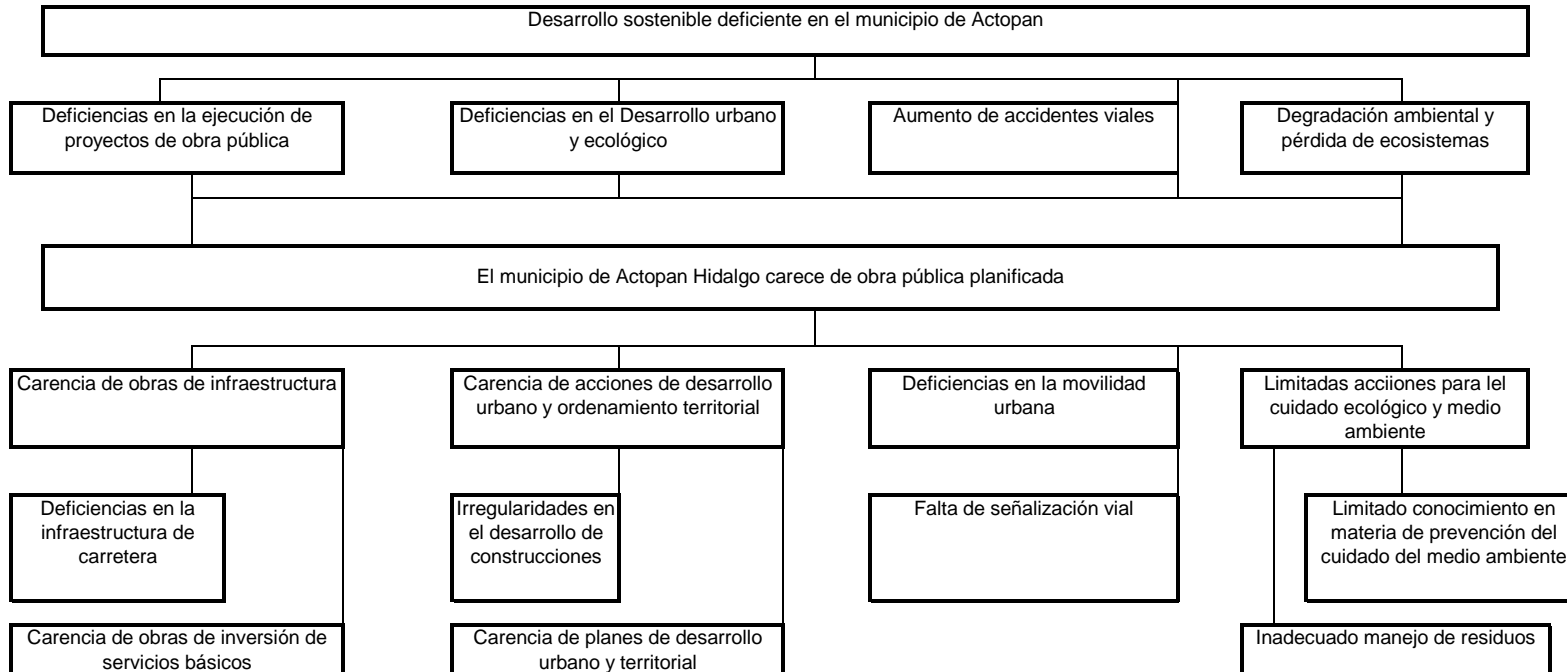 Desarrollo sostenible deficiente en el municipio de Actopan
Deficiencias en la ejecución de
proyectos de obra pública
Deficiencias en el Desarrollo urbano
y ecológico
Aumento de accidentes viales
Degradación ambiental y
pérdida de ecosistemas
El municipio de Actopan Hidalgo carece de obra pública planificada
Carencia de obras de infraestructura
Carencia de acciones de desarrollo
urbano y ordenamiento territorial
Deficiencias en la movilidad
urbana
Limitadas acciiones para lel
cuidado ecológico y medio
ambiente
Deficiencias en la
infraestructura de
carretera
Irregularidades en
el desarrollo de
construcciones
Falta de señalización vial
Limitado conocimiento en
materia de prevención del
cuidado del medio ambiente
Carencia de obras de inversión de
servicios básicos
Carencia de planes de desarrollo
urbano y territorial
Inadecuado manejo de residuos